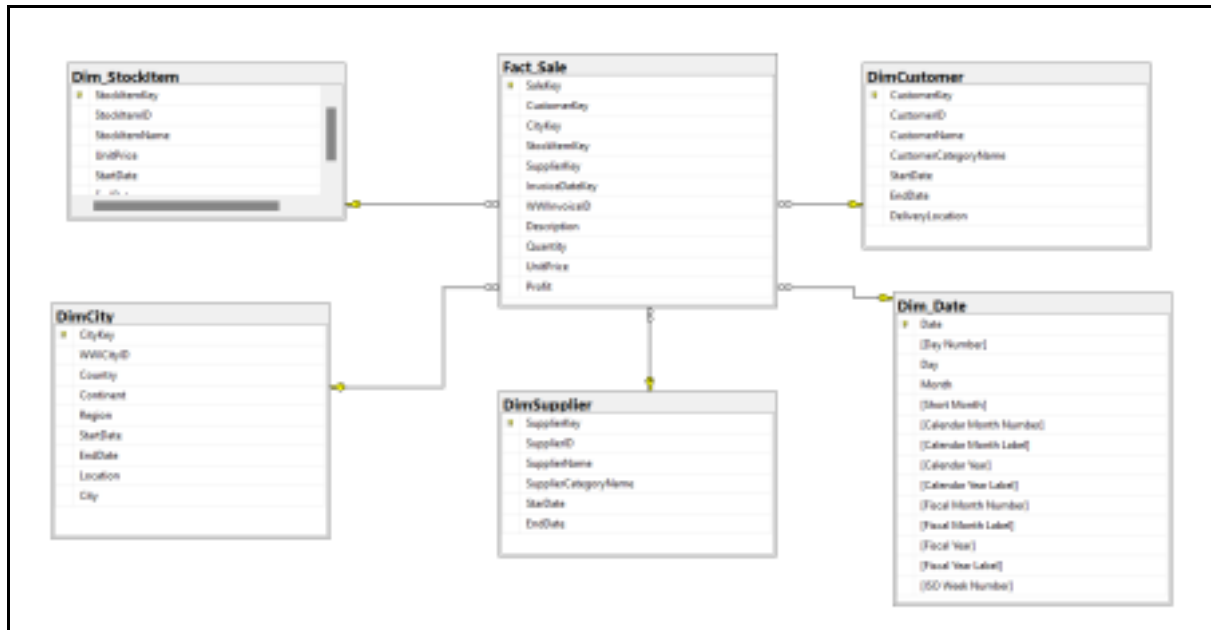 Dim_StockItem
StockItemKey
StockItemID
StockItemName
UnitPrice
StartDate
Fact_Sale
SaleKey
CustomerKey
CityKey
StockItemKey
SupplierKey
InvoiceDateKey
WWIInvoiceID
Description
Quantity
UnitPrice
Profit
DimCustomer
CustomerKey
CustomerID
CustomerName
CustomerCategoryName
StartDate
EndDate
DeliveryLocation
DimCity
CityKey
WWICityID
Country
Continent
Region
StartDate
EndDate
Location
City
DimSupplier
SupplierKey
SupplierID
SupplierName
SupplierCategoryName
StarDate
EndDate
Dim_Date
Date
[Day Number]
Day
Month
[Short Month]
[Calendar Month Number]
[Calendar Month Label]
[Calendar Year]
[Calendar Year Label]
[Fiscal Month Number]
[Fiscal Month Label]
[Fiscal Year]
[Fiscal Year Label]
[ISO Week Number]